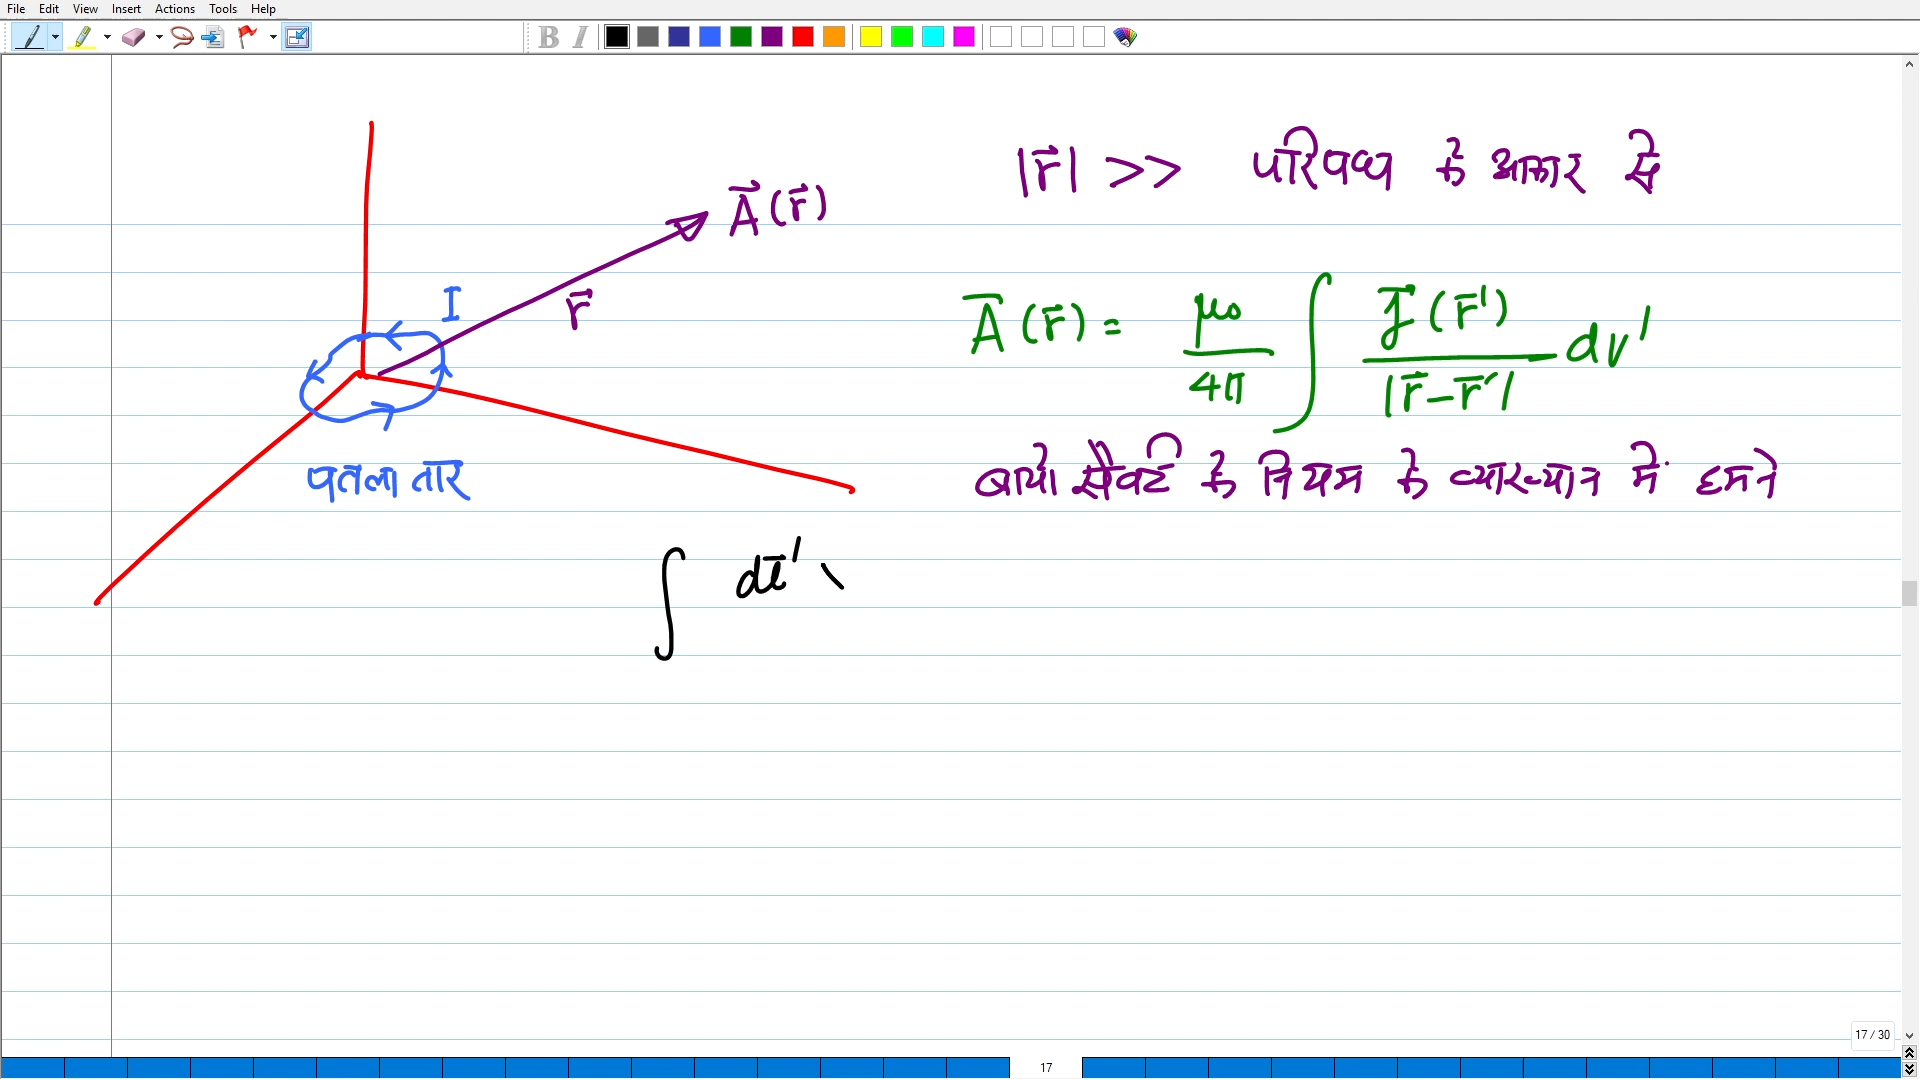 File Edit View Insert Actions Tools Help
B I
|r⃗| >> परिपथ के आकार से
A⃗(r⃗)
I
r⃗
A⃗(r⃗) = μ₀/4π ∫ J⃗(r⃗′)/|r⃗−r⃗′| dv′
पतला तार
बायो सैवर्ट के नियम के व्याख्यान में हमने
∫ dl⃗′ \
17 / 30
17